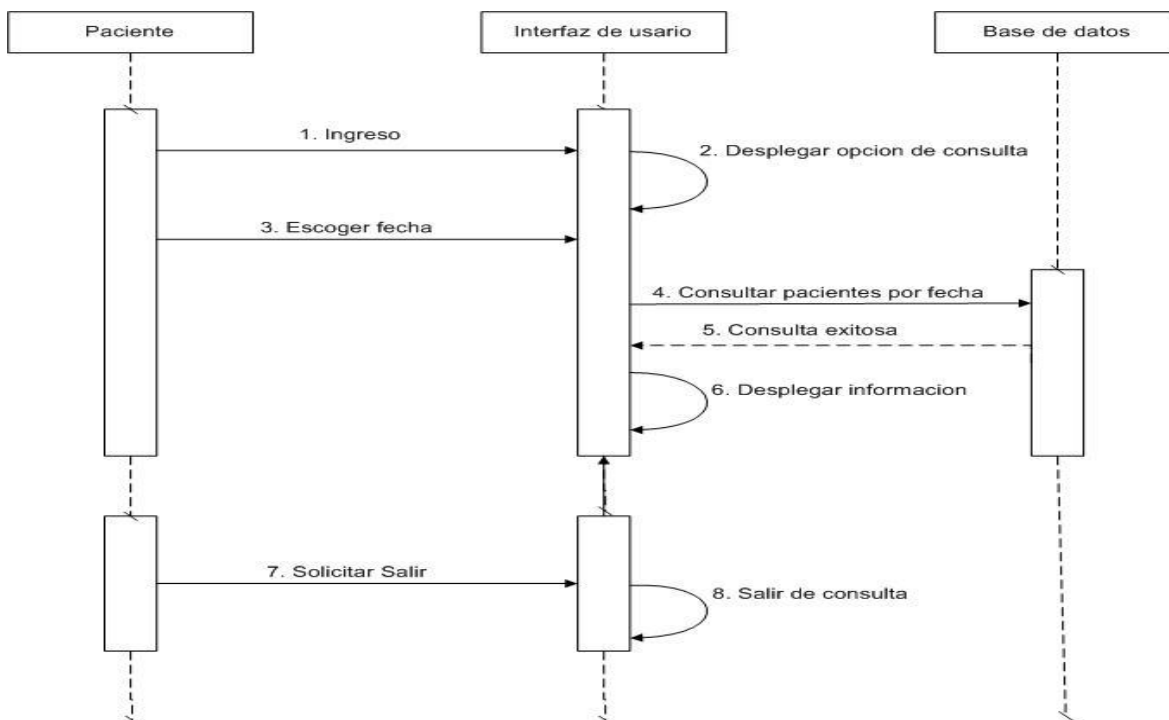 Paciente
Interfaz de usario
Base de datos
1. Ingreso
2. Desplegar opcion de consulta
3. Escoger fecha
4. Consultar pacientes por fecha
5. Consulta exitosa
6. Desplegar informacion
7. Solicitar Salir
8. Salir de consulta